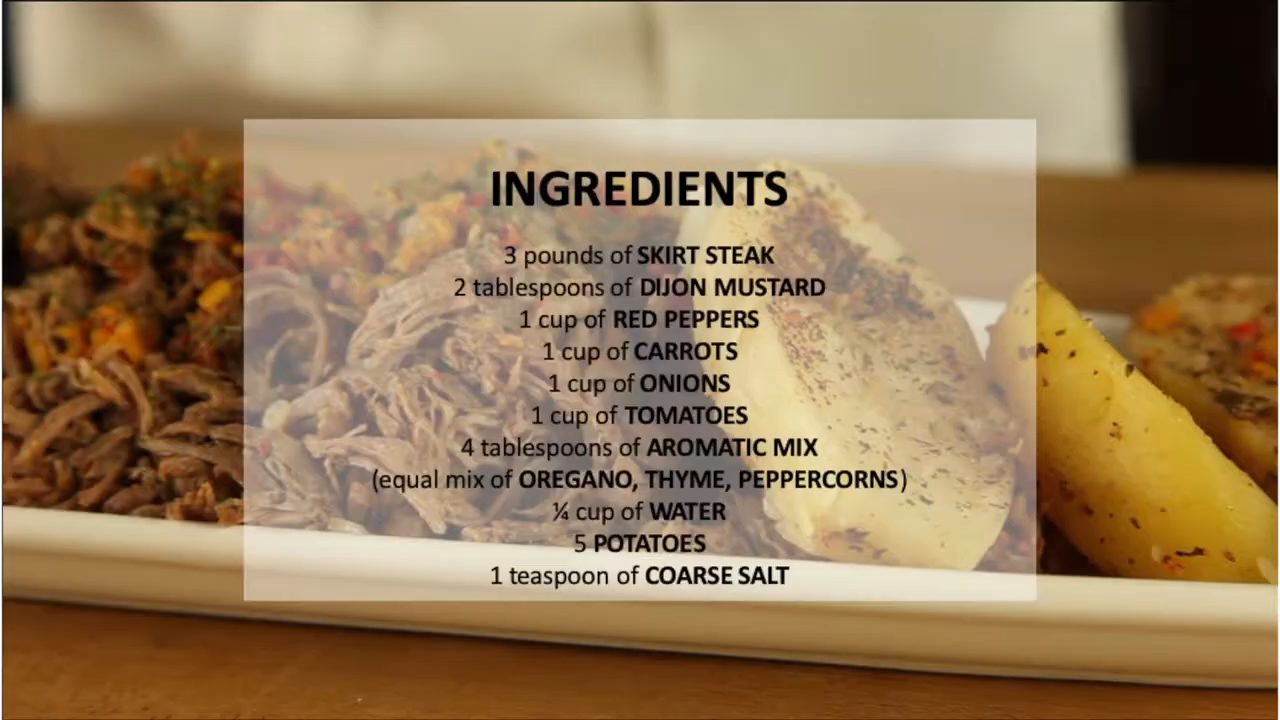 INGREDIENTS
3 pounds of SKIRT STEAK
2 tablespoons of DIJON MUSTARD
1 cup of RED PEPPERS
1 cup of CARROTS
1 cup of ONIONS
1 cup of TOMATOES
4 tablespoons of AROMATIC MIX
(equal mix of OREGANO, THYME, PEPPERCORNS)
¼ cup of WATER
5 POTATOES
1 teaspoon of COARSE SALT